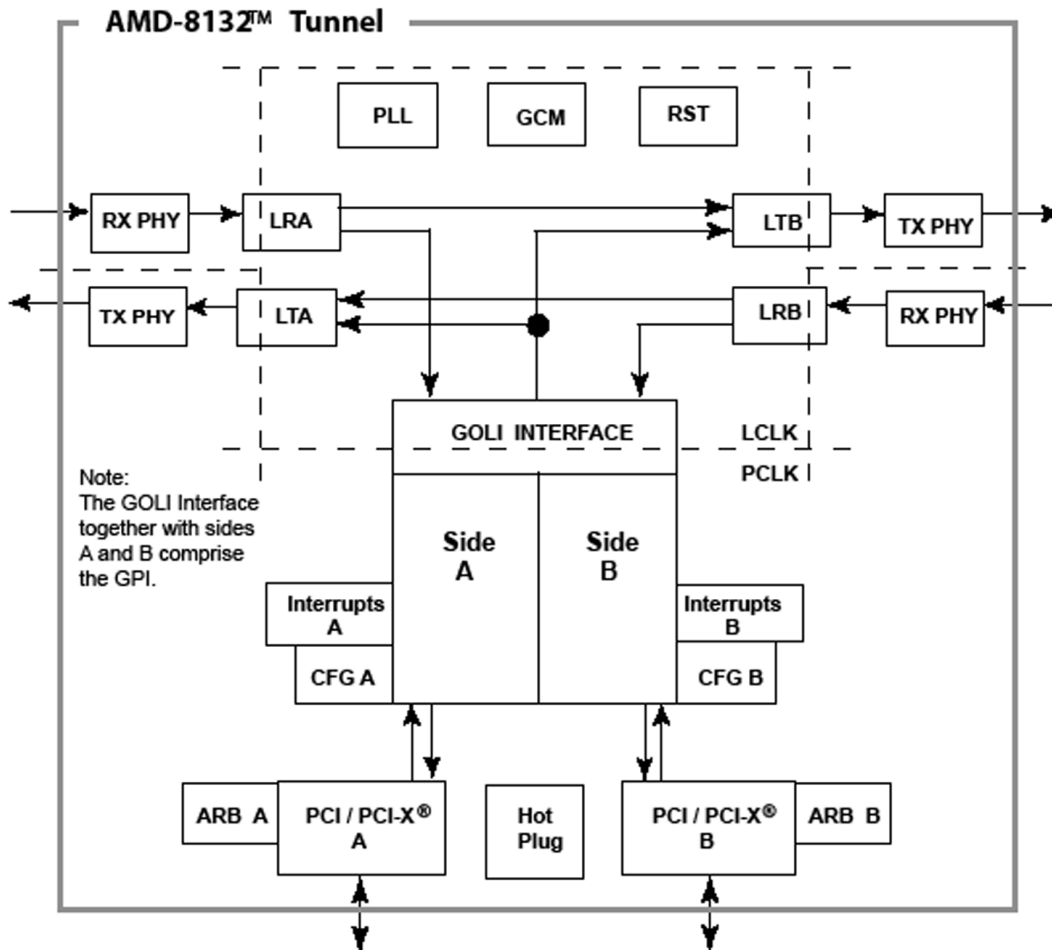 AMD-8132™ Tunnel
PLL
GCM
RST
RX PHY
LRA
LTB
TX PHY
TX PHY
LTA
LRB
RX PHY
GOLI INTERFACE
LCLK
PCLK
Note:
The GOLI Interface
together with sides
A and B comprise
the GPI.
Side
A
Side
B
Interrupts
A
Interrupts
B
CFG A
CFG B
ARB A
PCI / PCI-X®
A
Hot
Plug
PCI / PCI-X®
B
ARB B